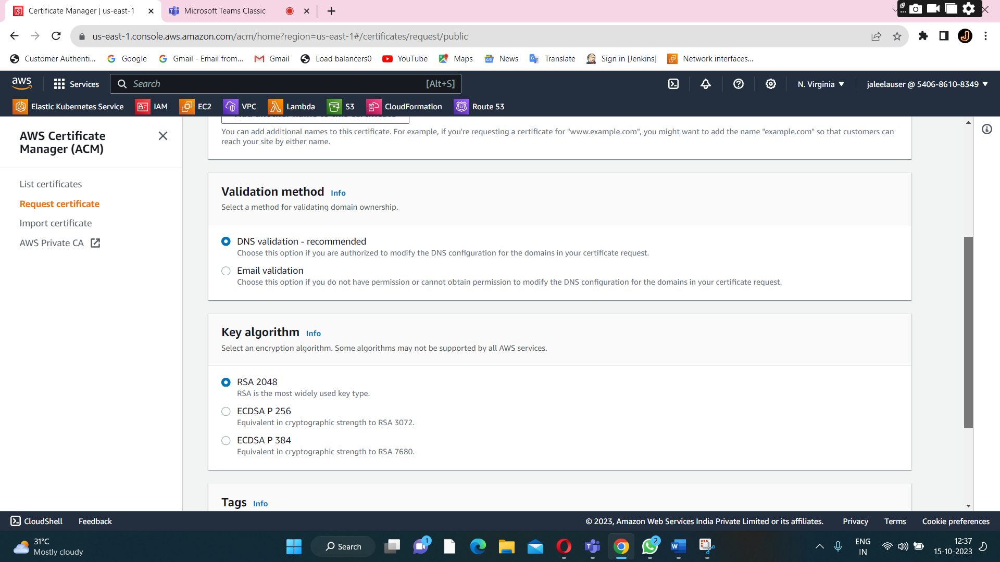 Certificate Manager | us-east-1
Microsoft Teams Classic
us-east-1.console.aws.amazon.com/acm/home?region=us-east-1#/certificates/request/public
Customer Authenti...
Google
Gmail - Email from...
Gmail
Load balancers0
YouTube
Maps
News
Translate
Sign in [Jenkins]
Network interfaces...
aws
Services
Search
[Alt+S]
N. Virginia
jaleelauser @ 5406-8610-8349
Elastic Kubernetes Service
IAM
EC2
VPC
Lambda
S3
CloudFormation
Route 53
AWS Certificate
Manager (ACM)
List certificates
Request certificate
Import certificate
AWS Private CA
You can add additional names to this certificate. For example, if you're requesting a certificate for "www.example.com", you might want to add the name "example.com" so that customers can
reach your site by either name.
Validation method Info
Select a method for validating domain ownership.
DNS validation - recommended
Choose this option if you are authorized to modify the DNS configuration for the domains in your certificate request.
Email validation
Choose this option if you do not have permission or cannot obtain permission to modify the DNS configuration for the domains in your certificate request.
Key algorithm Info
Select an encryption algorithm. Some algorithms may not be supported by all AWS services.
RSA 2048
RSA is the most widely used key type.
ECDSA P 256
Equivalent in cryptographic strength to RSA 3072.
ECDSA P 384
Equivalent in cryptographic strength to RSA 7680.
Tags Info
CloudShell
Feedback
© 2023, Amazon Web Services India Private Limited or its affiliates.
Privacy
Terms
Cookie preferences
31°C
Mostly cloudy
Search
1
2
ENG
IN
12:37
15-10-2023